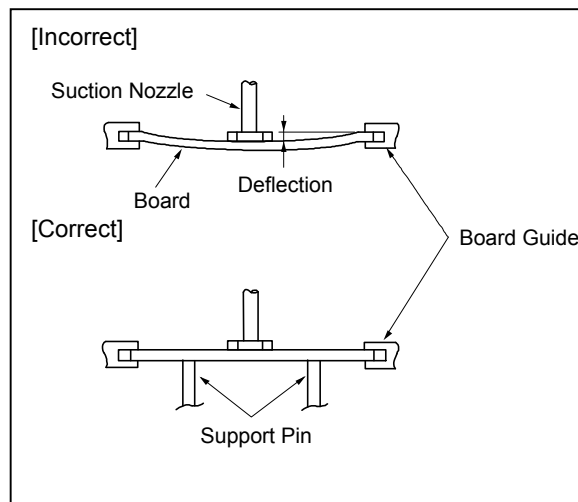 [Incorrect]
Suction Nozzle
Deflection
Board
[Correct]
Board Guide
Support Pin